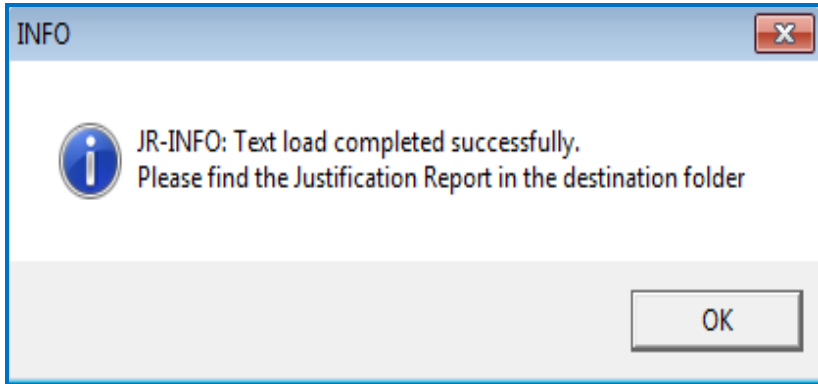 INFO
JR-INFO: Text load completed successfully.
Please find the Justification Report in the destination folder
OK